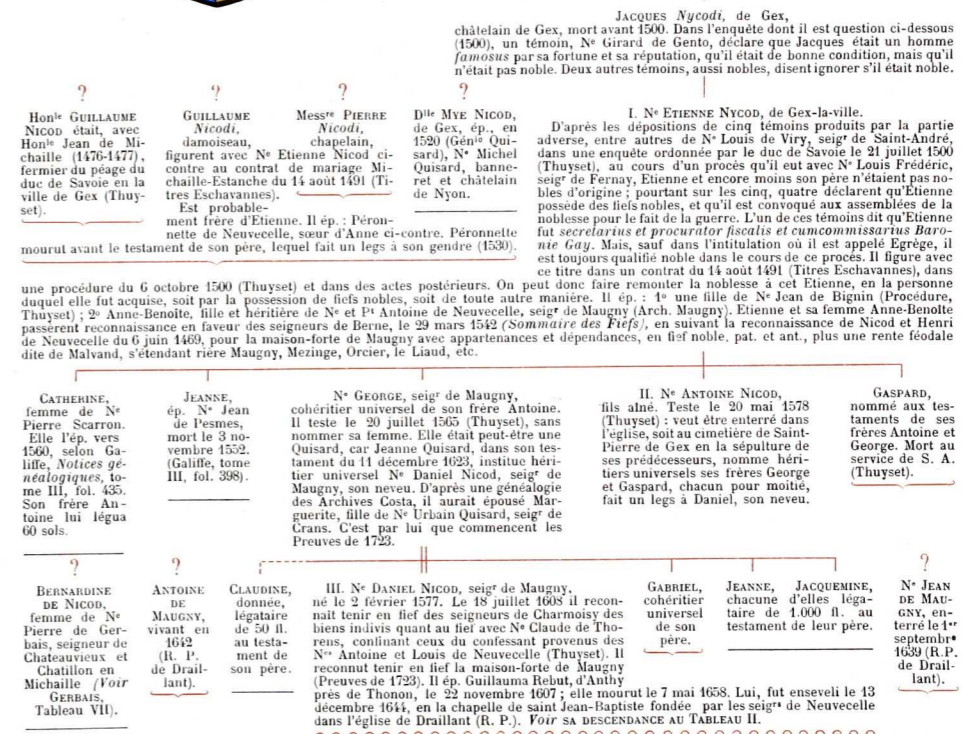 JACQUES Nycodi, de Gex,
châtelain de Gex, mort avant 1500. Dans l'enquête dont il est question ci-dessous
(1500), un témoin, Nᵉ Girard de Gento, déclare que Jacques était un homme
famosus par sa fortune et sa réputation, qu'il était de bonne condition, mais qu'il
n'était pas noble. Deux autres témoins, aussi nobles, disent ignorer s'il était noble.
?
Honˡᵉ GUILLAUME
NICOD était, avec
Honˡᵉ Jean de Mi-
chaille (1476-1477),
fermier du péage du
duc de Savoie en la
ville de Gex (Thuy-
set).
?
GUILLAUME
Nicodi,
damoiseau,
?
Messʳᵉ PIERRE
Nicodi,
chapelain,
figurent avec Nᵉ Etienne Nicod ci-
contre au contrat de mariage Mi-
chaille-Estanche du 14 août 1491 (Ti-
tres Eschavannes).
Est probable-
ment frère d'Etienne. Il ép. : Péron-
nette de Neuvecelle, sœur d'Anne ci-contre. Péronnette
mourut avant le testament de son père, lequel fait un legs à son gendre (1530).
?
Dˡˡᵉ MYE NICOD,
de Gex, ép., en
1520 (Génⁱᵉ Qui-
sard), Nᵉ Michel
Quisard, banne-
ret et châtelain
de Nyon.
I. Nᵉ ETIENNE NYCOD, de Gex-la-ville.
D'après les dépositions de cinq témoins produits par la partie
adverse, entre autres de Nᵉ Louis de Viry, seigʳ de Saint-André,
dans une enquête ordonnée par le duc de Savoie le 21 juillet 1500
(Thuyset), au cours d'un procès qu'il eut avec Nᵉ Louis Frédéric,
seigʳ de Fernay, Etienne et encore moins son père n'étaient pas no-
bles d'origine ; pourtant sur les cinq, quatre déclarent qu'Etienne
possède des fiefs nobles, et qu'il est convoqué aux assemblées de la
noblesse pour le fait de la guerre. L'un de ces témoins dit qu'Etienne
fut secretarius et procurator fiscalis et cumcommissarius Baro-
nie Gay. Mais, sauf dans l'intitulation où il est appelé Egrège, il
est toujours qualifié noble dans le cours de ce procès. Il figure avec
ce titre dans un contrat du 14 août 1491 (Titres Eschavannes), dans
une procédure du 6 octobre 1500 (Thuyset) et dans des actes postérieurs. On peut donc faire remonter la noblesse à cet Etienne, en la personne
duquel elle fut acquise, soit par la possession de fiefs nobles, soit de toute autre manière. Il ép. : 1° une fille de Nᵉ Jean de Bignin (Procédure,
Thuyset) ; 2° Anne-Benoîte, fille et héritière de Nᵉ et Pᵗ Antoine de Neuvecelle, seigʳ de Maugny (Arch. Maugny). Etienne et sa femme Anne-Benoîte
passèrent reconnaissance en faveur des seigneurs de Berne, le 29 mars 1542 (Sommaire des Fiefs), en suivant la reconnaissance de Nicod et Henri
de Neuvecelle du 6 juin 1469, pour la maison-forte de Maugny avec appartenances et dépendances, en fief noble, pat. et ant., plus une rente féodale
dite de Malvand, s'étendant rière Maugny, Mezinge, Orcier, le Liaud, etc.
CATHERINE,
femme de Nᵉ
Pierre Scarron.
Elle l'ép. vers
1560, selon Ga-
liffe, Notices gé-
néalogiques, to-
me III, fol. 435.
Son frère An-
toine lui légua
60 sols.
JEANNE,
ép. Nᵉ Jean
de Pesmes,
mort le 3 no-
vembre 1552.
(Galiffe, tome
III, fol. 398).
Nᵉ GEORGE, seigʳ de Maugny,
cohéritier universel de son frère Antoine.
Il teste le 20 juillet 1565 (Thuyset), sans
nommer sa femme. Elle était peut-être une
Quisard, car Jeanne Quisard, dans son tes-
tament du 11 décembre 1623, institue héri-
tier universel Nᵉ Daniel Nicod, seigʳ de
Maugny, son neveu. D'après une généalogie
des Archives Costa, il aurait épousé Mar-
guerite, fille de Nᵉ Urbain Quisard, seigʳ de
Crans. C'est par lui que commencent les
Preuves de 1723.
II. Nᵉ ANTOINE NICOD,
fils aîné. Teste le 20 mai 1578
(Thuyset) : veut être enterré dans
l'église, soit au cimetière de Saint-
Pierre de Gex en la sépulture de
ses prédécesseurs, nomme héri-
tiers universels ses frères George
et Gaspard, chacun pour moitié,
fait un legs à Daniel, son neveu.
GASPARD,
nommé aux tes-
taments de ses
frères Antoine et
George. Mort au
service de S. A.
(Thuyset).
?
BERNARDINE
DE NICOD,
femme de Nᵉ
Pierre de Ger-
bais, seigneur de
Chateauvieux et
Chatillon en
Michaille (Voir
GERBAIS,
Tableau VII).
?
ANTOINE
DE
MAUGNY,
vivant en
1642
(R. P.
de Drail-
lant).
CLAUDINE,
donnée,
légataire
de 50 fl.
au testa-
ment de
son père.
III. Nᵉ DANIEL NICOD, seigʳ de Maugny,
né le 2 février 1577. Le 18 juillet 1608 il recon-
naît tenir en fief des seigneurs de Charmoisy des
biens indivis quant au fief avec Nᵉ Claude de Tho-
rens, confinant ceux du confessant provenus des
Nᵉˢ Antoine et Louis de Neuvecelle (Thuyset). Il
reconnut tenir en fief la maison-forte de Maugny
(Preuves de 1723). Il ép. Guillauma Rebut, d'Anthy
près de Thonon, le 22 novembre 1607 ; elle mourut le 7 mai 1658. Lui, fut enseveli le 13
décembre 1644, en la chapelle de saint Jean-Baptiste fondée par les seigʳˢ de Neuvecelle
dans l'église de Draillant (R. P.). Voir SA DESCENDANCE AU TABLEAU II.
GABRIEL,
cohéritier
universel
de son
père.
JEANNE, JACQUEMINE,
chacune d'elles léga-
taire de 1.000 fl. au
testament de leur père.
?
Nᵉ JEAN
DE MAU-
GNY, en-
terré le 1ᵉʳ
septembre
1639 (R.P.
de Drail-
lant).